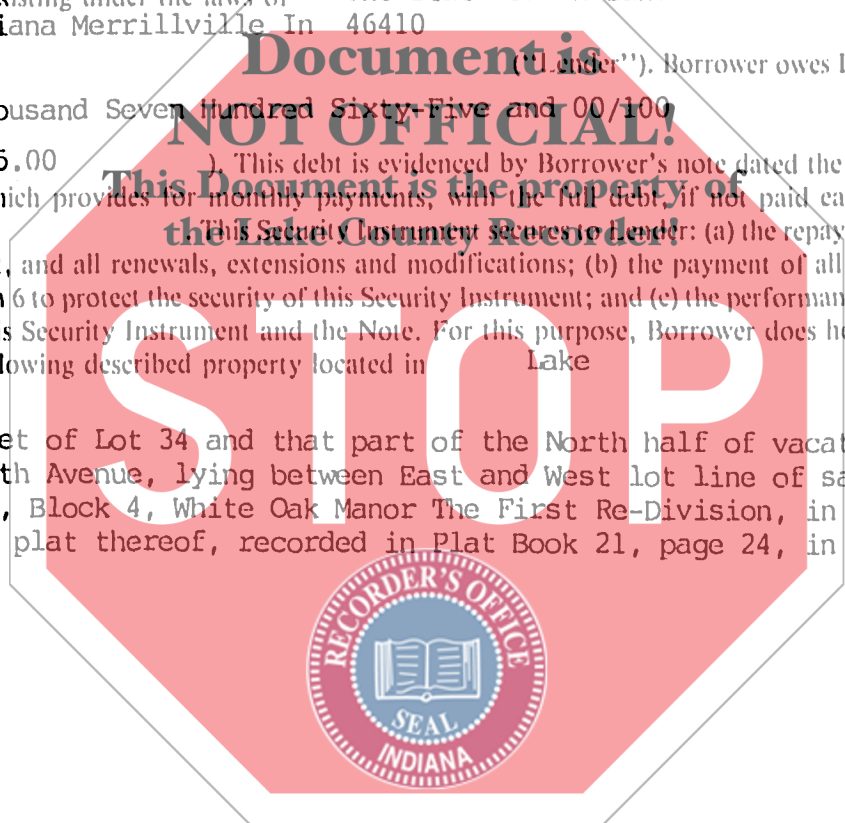 existing under the laws of
iana Merrillville In 46410
Document is
("Lender"). Borrower owes L
ousand Seven Hundred Sixty-Five and 00/100
NOT OFFICIAL!
5.00 ). This debt is evidenced by Borrower's note dated the
This Document is the property of
hich provides for monthly payments, with the full debt, if not paid ea
the Lake County Recorder!
. This Security Instrument secures to Lender: (a) the repay
, and all renewals, extensions and modifications; (b) the payment of all
6 to protect the security of this Security Instrument; and (c) the performan
s Security Instrument and the Note. For this purpose, Borrower does he
lowing described property located in Lake
STOP
et of Lot 34 and that part of the North half of vacat
th Avenue, lying between East and West lot line of sa
, Block 4, White Oak Manor The First Re-Division, in
plat thereof, recorded in Plat Book 21, page 24, in
RECORDER'S OFFICE
SEAL
INDIANA